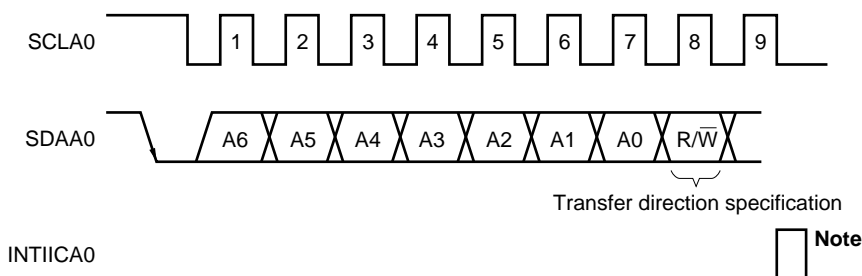 SCLA0 1 2 3 4 5 6 7 8 9
SDAA0 A6 A5 A4 A3 A2 A1 A0 R/W̅
Transfer direction specification
INTIICA0 Note